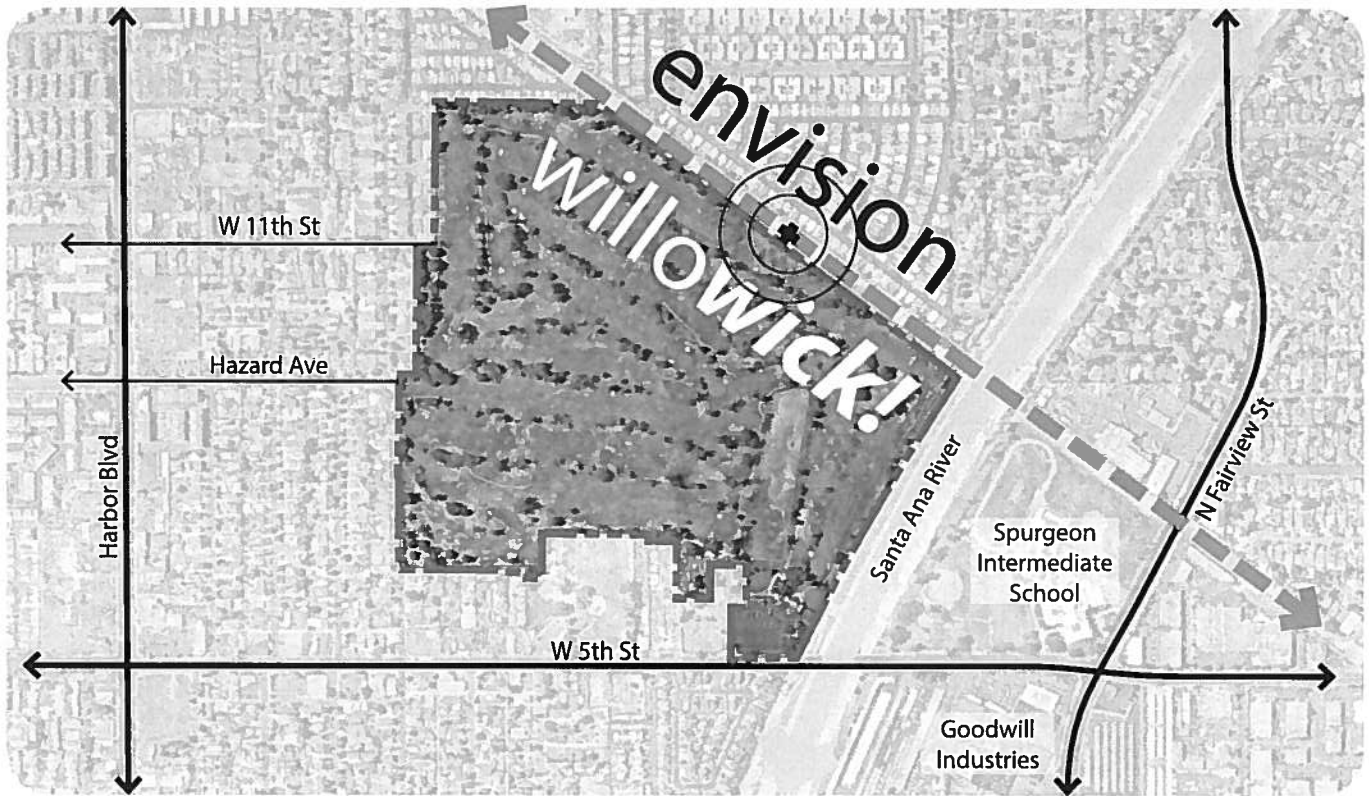 envision
willowick!
W 11th St
Hazard Ave
Harbor Blvd
Santa Ana River
N Fairview St
Spurgeon
Intermediate
School
W 5th St
Goodwill
Industries